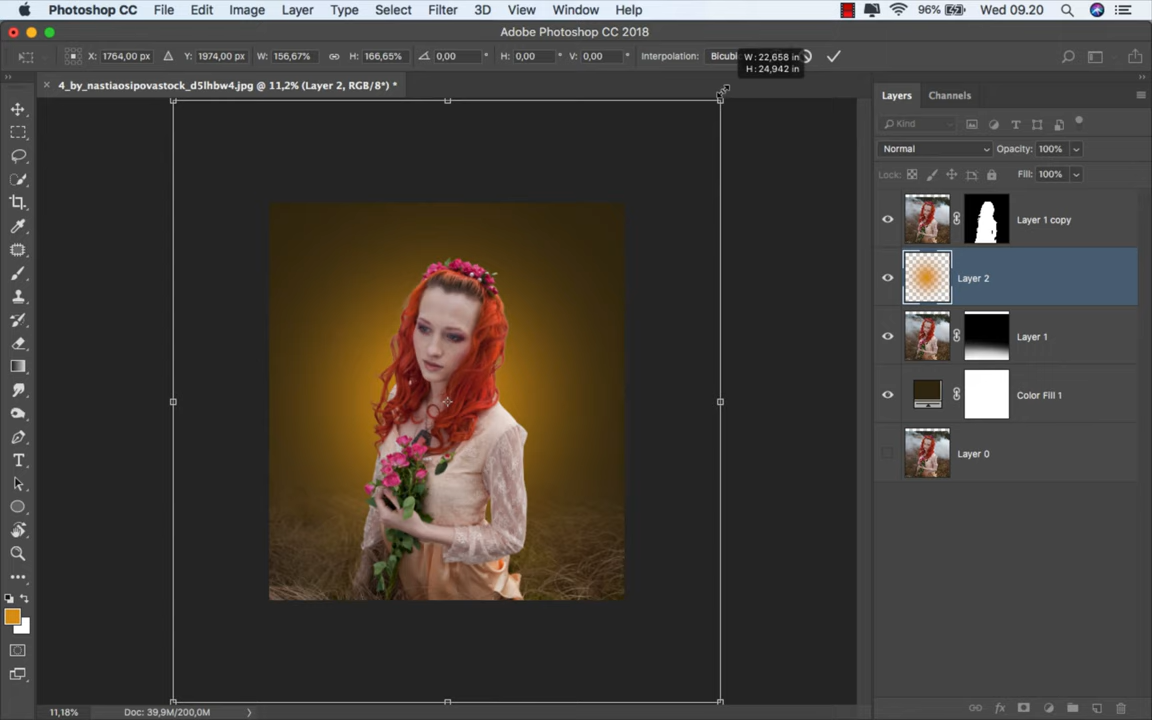 Photoshop CC File Edit Image Layer Type Select Filter 3D View Window Help 96% Wed 09.20
Adobe Photoshop CC 2018
X: 1764,00 px Y: 1974,00 px W: 156,67% H: 166,65% 0,00 H: 0,00 V: 0,00 Interpolation: Bicubi
W: 22,658 in
H: 24,942 in
4_by_nastiaosipovastock_d5lhbw4.jpg @ 11,2% (Layer 2, RGB/8*) *
Layers Channels
Kind
Normal Opacity: 100%
Lock: Fill: 100%
Layer 1 copy
Layer 2
Layer 1
Color Fill 1
Layer 0
11,18% Doc: 39,9M/200,0M